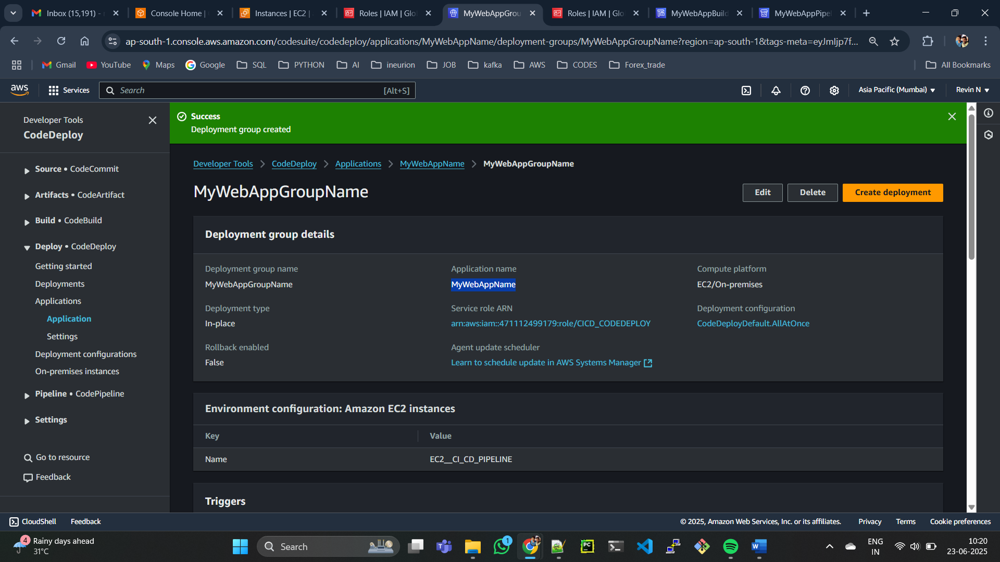 Inbox (15,191) -
Console Home |
Instances | EC2 |
Roles | IAM | Glo
MyWebAppGrou
Roles | IAM | Glo
MyWebAppBuild
MyWebAppPipel
ap-south-1.console.aws.amazon.com/codesuite/codedeploy/applications/MyWebAppName/deployment-groups/MyWebAppGroupName?region=ap-south-1&tags-meta=eyJmIjp7f...
Gmail
YouTube
Maps
Google
SQL
PYTHON
AI
ineurion
JOB
kafka
AWS
CODES
Forex_trade
All Bookmarks
aws
Services
Search
[Alt+S]
Asia Pacific (Mumbai)
Revin N
Developer Tools
CodeDeploy
Source • CodeCommit
Artifacts • CodeArtifact
Build • CodeBuild
Deploy • CodeDeploy
Getting started
Deployments
Applications
Application
Settings
Deployment configurations
On-premises instances
Pipeline • CodePipeline
Settings
Go to resource
Feedback
Success
Deployment group created
Developer Tools > CodeDeploy > Applications > MyWebAppName > MyWebAppGroupName
MyWebAppGroupName
Edit
Delete
Create deployment
Deployment group details
Deployment group name
MyWebAppGroupName
Application name
MyWebAppName
Compute platform
EC2/On-premises
Deployment type
In-place
Service role ARN
arn:aws:iam::471112499179:role/CICD_CODEDEPLOY
Deployment configuration
CodeDeployDefault.AllAtOnce
Rollback enabled
False
Agent update scheduler
Learn to schedule update in AWS Systems Manager
Environment configuration: Amazon EC2 instances
Key
Value
Name
EC2__CI_CD_PIPELINE
Triggers
CloudShell
Feedback
© 2025, Amazon Web Services, Inc. or its affiliates.
Privacy
Terms
Cookie preferences
4
Rainy days ahead
31°C
Search
1
PC
W
ENG
IN
10:20
23-06-2025